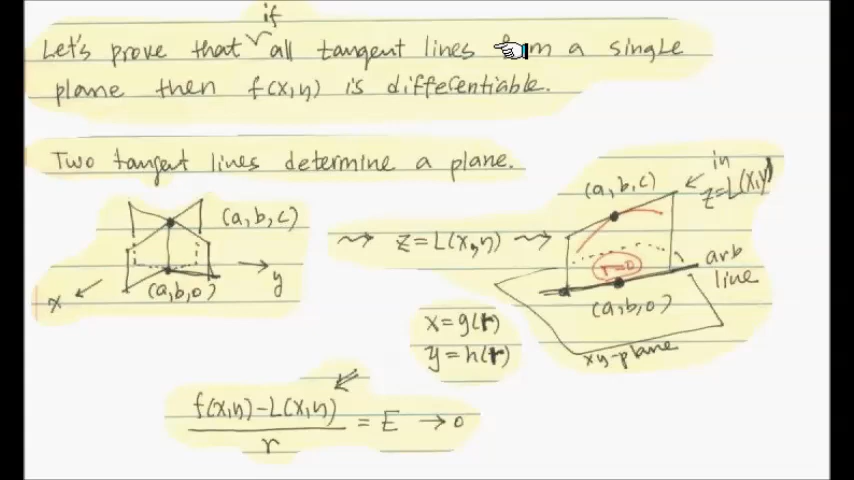 if
Let's prove that all tangent lines form a single
plane then f(x,y) is differentiable.
Two tangent lines determine a plane.
(a,b,c)
(a,b,0)
x
y
z=L(x,y)
(a,b,c)
in
z=L(x,y)
r=0
arb
line
(a,b,0)
xy-plane
x=g(r)
y=h(r)
f(x,y)-L(x,y)
r
= E →0